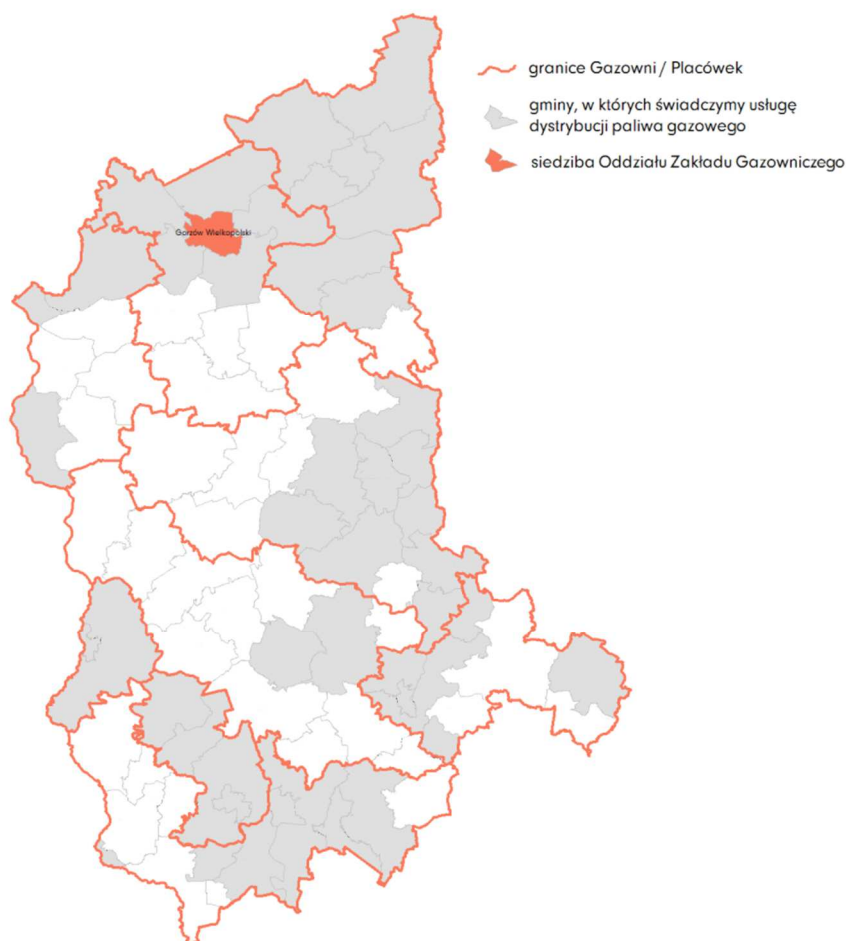 granice Gazowni / Placówek
gminy, w których świadczymy usługę
dystrybucji paliwa gazowego
siedziba Oddziału Zakładu Gazowniczego
Gorzów Wielkopolski